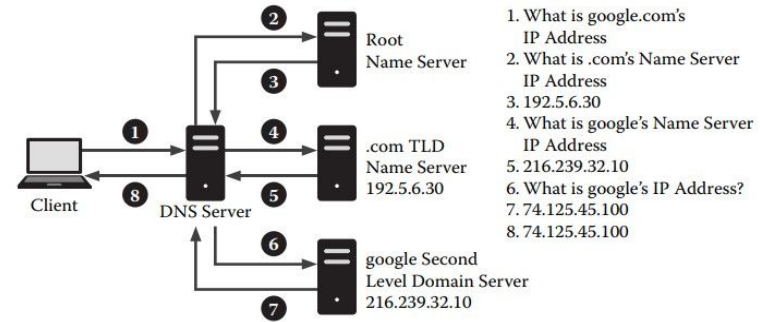 2
Root
Name Server
3
1
4
.com TLD
Name Server
192.5.6.30
8
5
Client
DNS Server
6
google Second
Level Domain Server
216.239.32.10
7
1. What is google.com's
IP Address
2. What is .com's Name Server
IP Address
3. 192.5.6.30
4. What is google's Name Server
IP Address
5. 216.239.32.10
6. What is google's IP Address?
7. 74.125.45.100
8. 74.125.45.100